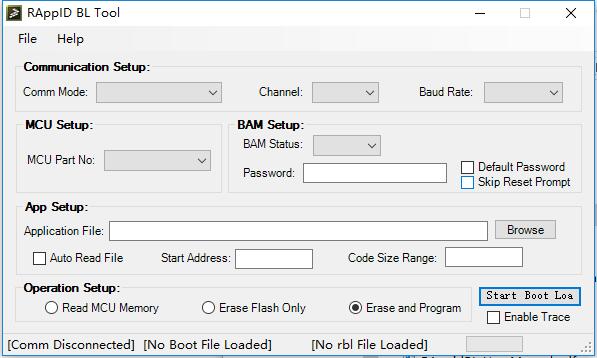 RAppID BL Tool
File Help
Communication Setup:
Comm Mode: Channel: Baud Rate:
MCU Setup: BAM Setup:
BAM Status:
MCU Part No:
Password: Default Password
Skip Reset Prompt
App Setup:
Application File: Browse
Auto Read File Start Address: Code Size Range:
Operation Setup:
Start Boot Loa
Read MCU Memory Erase Flash Only Erase and Program
Enable Trace
[Comm Disconnected] [No Boot File Loaded] [No rbl File Loaded]